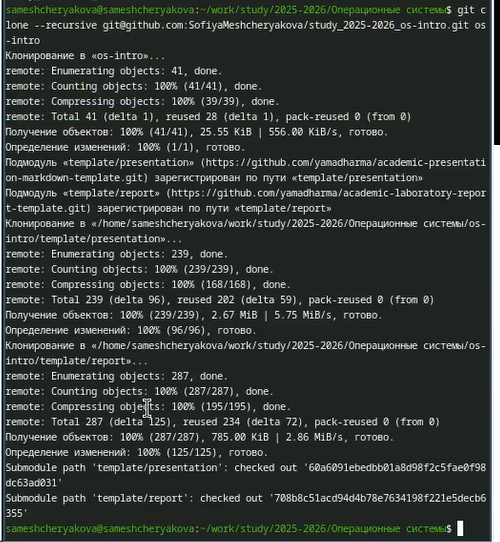 sameshcheryakova@sameshcheryakova:~/work/study/2025-2026/Операционные системы$ git c
lone --recursive git@github.com:SofiyaMeshcheryakova/study_2025-2026_os-intro.git os
-intro
Клонирование в «os-intro»...
remote: Enumerating objects: 41, done.
remote: Counting objects: 100% (41/41), done.
remote: Compressing objects: 100% (39/39), done.
remote: Total 41 (delta 1), reused 28 (delta 1), pack-reused 0 (from 0)
Получение объектов: 100% (41/41), 25.55 KiB | 556.00 KiB/s, готово.
Определение изменений: 100% (1/1), готово.
Подмодуль «template/presentation» (https://github.com/yamadharma/academic-presentati
on-markdown-template.git) зарегистрирован по пути «template/presentation»
Подмодуль «template/report» (https://github.com/yamadharma/academic-laboratory-repor
t-template.git) зарегистрирован по пути «template/report»
Клонирование в «/home/sameshcheryakova/work/study/2025-2026/Операционные системы/os-
intro/template/presentation»...
remote: Enumerating objects: 239, done.
remote: Counting objects: 100% (239/239), done.
remote: Compressing objects: 100% (168/168), done.
remote: Total 239 (delta 96), reused 202 (delta 59), pack-reused 0 (from 0)
Получение объектов: 100% (239/239), 2.67 MiB | 5.75 MiB/s, готово.
Определение изменений: 100% (96/96), готово.
Клонирование в «/home/sameshcheryakova/work/study/2025-2026/Операционные системы/os-
intro/template/report»...
remote: Enumerating objects: 287, done.
remote: Counting objects: 100% (287/287), done.
remote: Compressing objects: 100% (195/195), done.
remote: Total 287 (delta 125), reused 234 (delta 72), pack-reused 0 (from 0)
Получение объектов: 100% (287/287), 785.00 KiB | 2.86 MiB/s, готово.
Определение изменений: 100% (125/125), готово.
Submodule path 'template/presentation': checked out '60a6091ebedbb01a8d98f2c5fae0f98
dc63ad031'
Submodule path 'template/report': checked out '708b8c51acd94d4b78e7634198f221e5decb6
355'
sameshcheryakova@sameshcheryakova:~/work/study/2025-2026/Операционные системы$